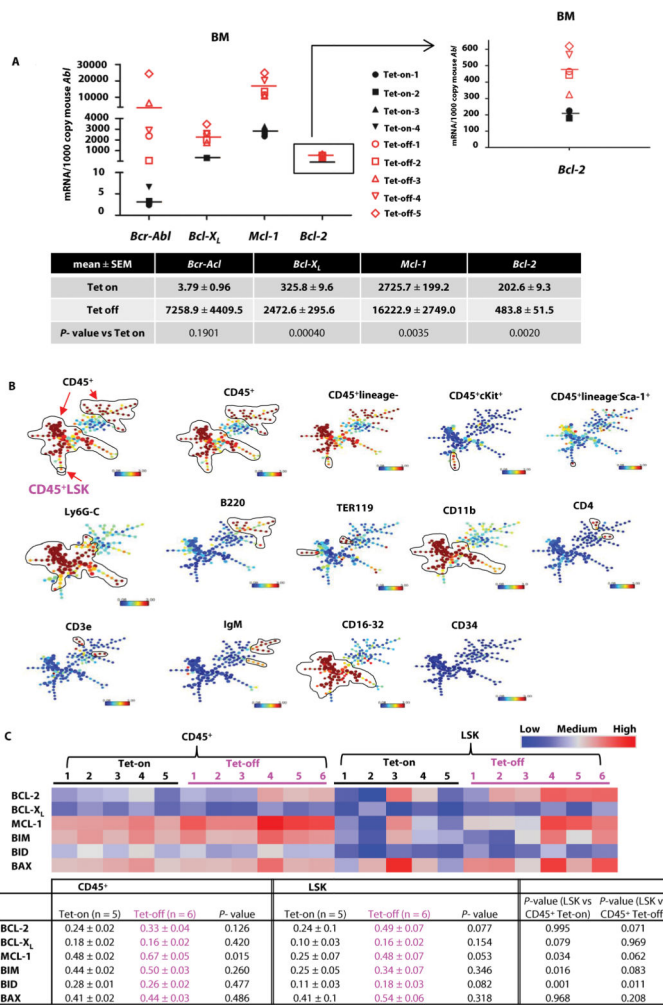 A
BM
mRNA/1000 copy mouse Abl
30000
20000
10000
4000
3000
2000
1000
10
5
0
Bcr-Abl Bcl-XL Mcl-1 Bcl-2
Tet-on-1
Tet-on-2
Tet-on-3
Tet-on-4
Tet-off-1
Tet-off-2
Tet-off-3
Tet-off-4
Tet-off-5
BM
mRNA/1000 copy mouse Abl
600
500
400
300
200
100
0
Bcl-2
mean ± SEM Bcr-Acl Bcl-XL Mcl-1 Bcl-2
Tet on 3.79 ± 0.96 325.8 ± 9.6 2725.7 ± 199.2 202.6 ± 9.3
Tet off 7258.9 ± 4409.5 2472.6 ± 295.6 16222.9 ± 2749.0 483.8 ± 51.5
P- value vs Tet on 0.1901 0.00040 0.0035 0.0020
B
CD45+ CD45+ CD45+lineage- CD45+cKit+ CD45+lineage-Sca-1+
CD45+LSK
Ly6G-C B220 TER119 CD11b CD4
CD3e IgM CD16-32 CD34
C
Low Medium High
CD45+ LSK
Tet-on Tet-off Tet-on Tet-off
1 2 3 4 5 1 2 3 4 5 6 1 2 3 4 5 1 2 3 4 5 6
BCL-2
BCL-XL
MCL-1
BIM
BID
BAX
CD45+ LSK P-value (LSK vs CD45+ Tet-on) P-value (LSK vs CD45+ Tet-off
Tet-on (n = 5) Tet-off (n = 6) P- value Tet-on (n = 5) Tet-off (n = 6) P- value
BCL-2 0.24 ± 0.02 0.33 ± 0.04 0.126 0.24 ± 0.1 0.49 ± 0.07 0.077 0.995 0.071
BCL-XL 0.18 ± 0.02 0.16 ± 0.02 0.420 0.10 ± 0.03 0.16 ± 0.02 0.154 0.079 0.969
MCL-1 0.48 ± 0.02 0.67 ± 0.05 0.015 0.25 ± 0.07 0.48 ± 0.07 0.053 0.034 0.062
BIM 0.44 ± 0.02 0.50 ± 0.03 0.260 0.25 ± 0.05 0.34 ± 0.07 0.346 0.016 0.083
BID 0.28 ± 0.01 0.26 ± 0.02 0.477 0.11 ± 0.03 0.18 ± 0.03 0.082 0.001 0.011
BAX 0.41 ± 0.02 0.44 ± 0.03 0.486 0.41 ± 0.1 0.54 ± 0.06 0.318 0.968 0.208